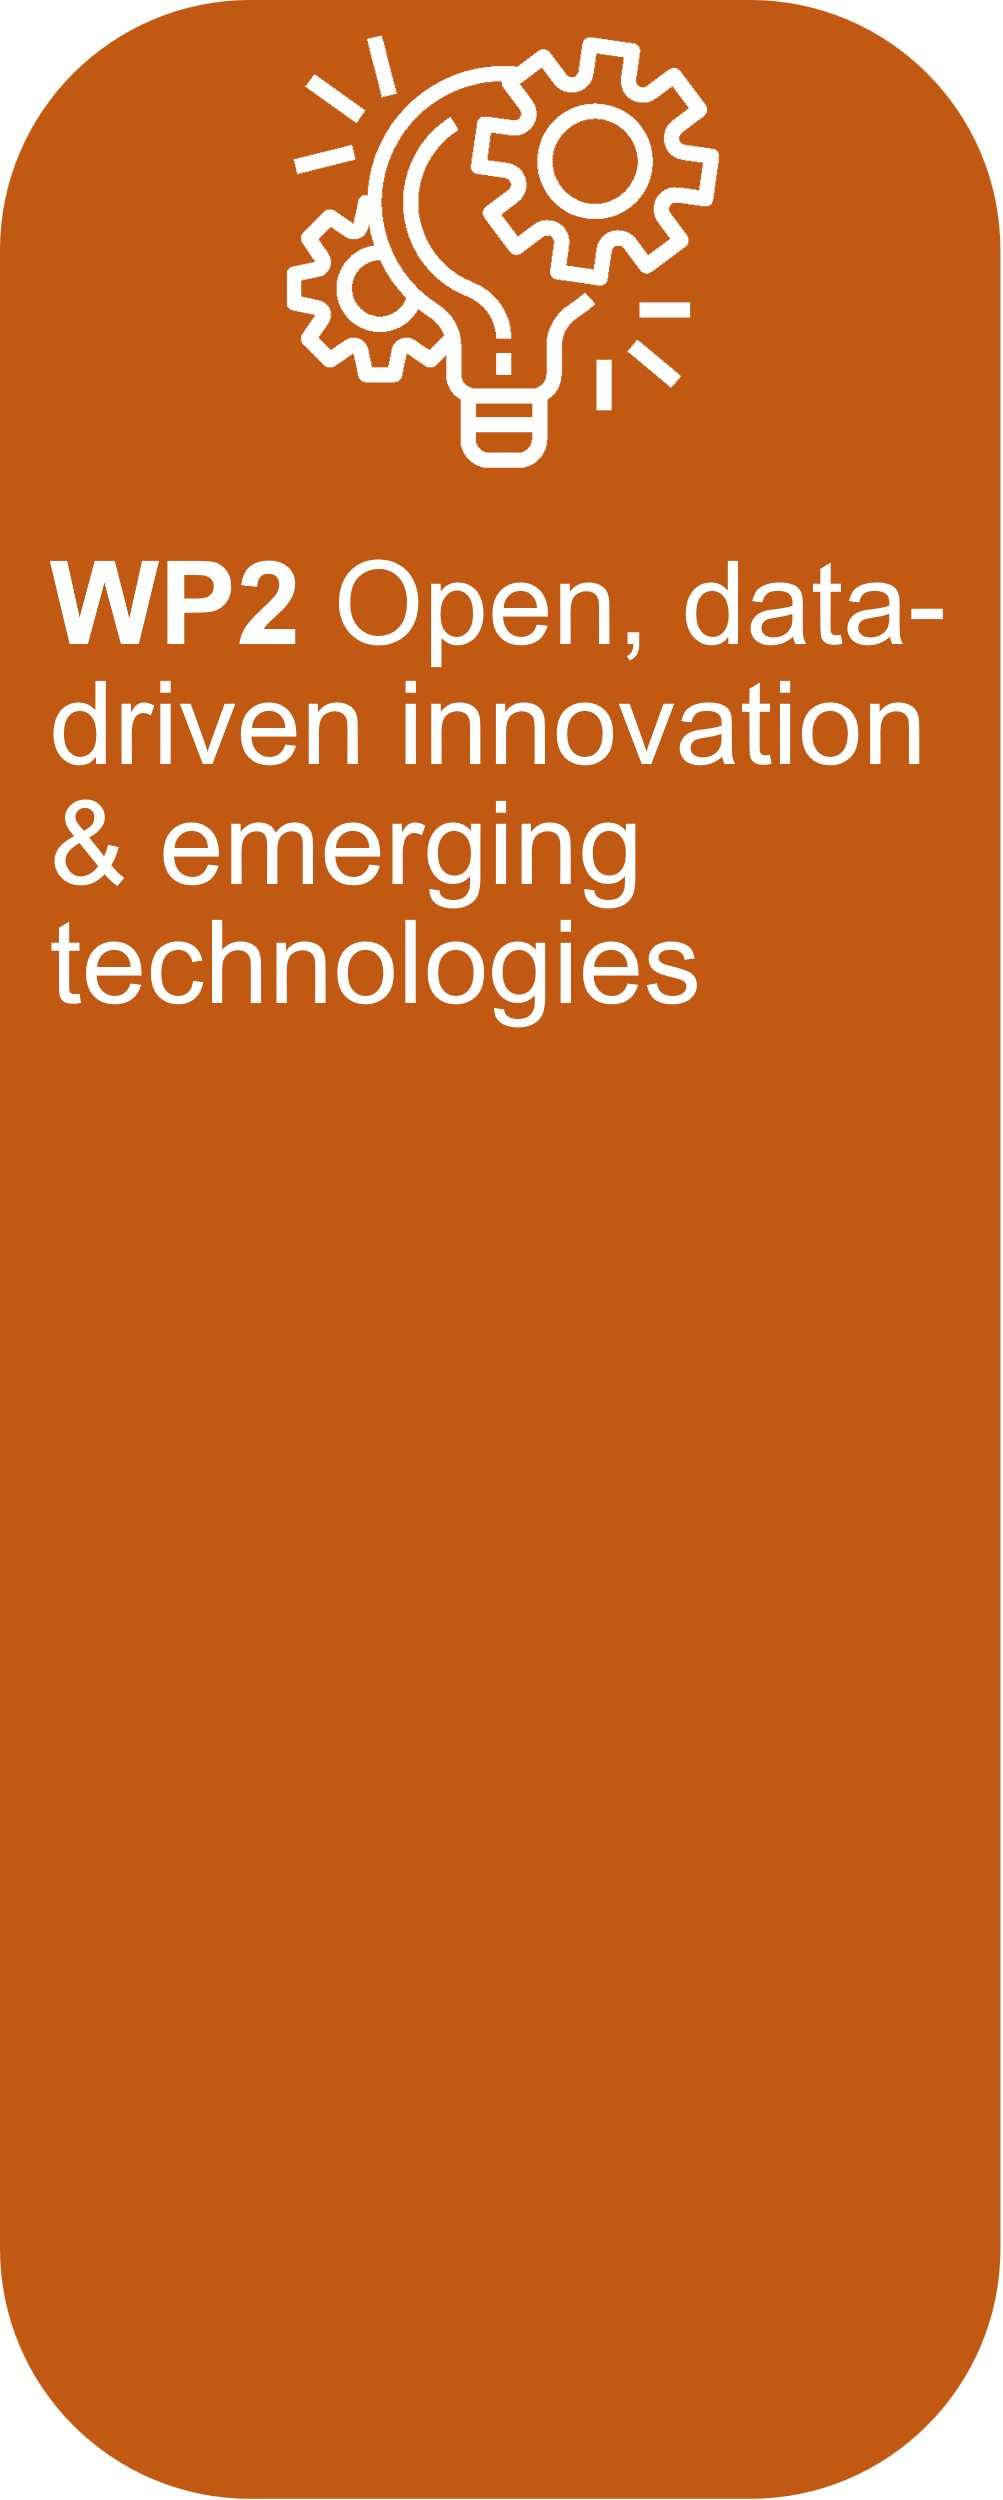 WP2 Open, data-
driven innovation
& emerging
technologies